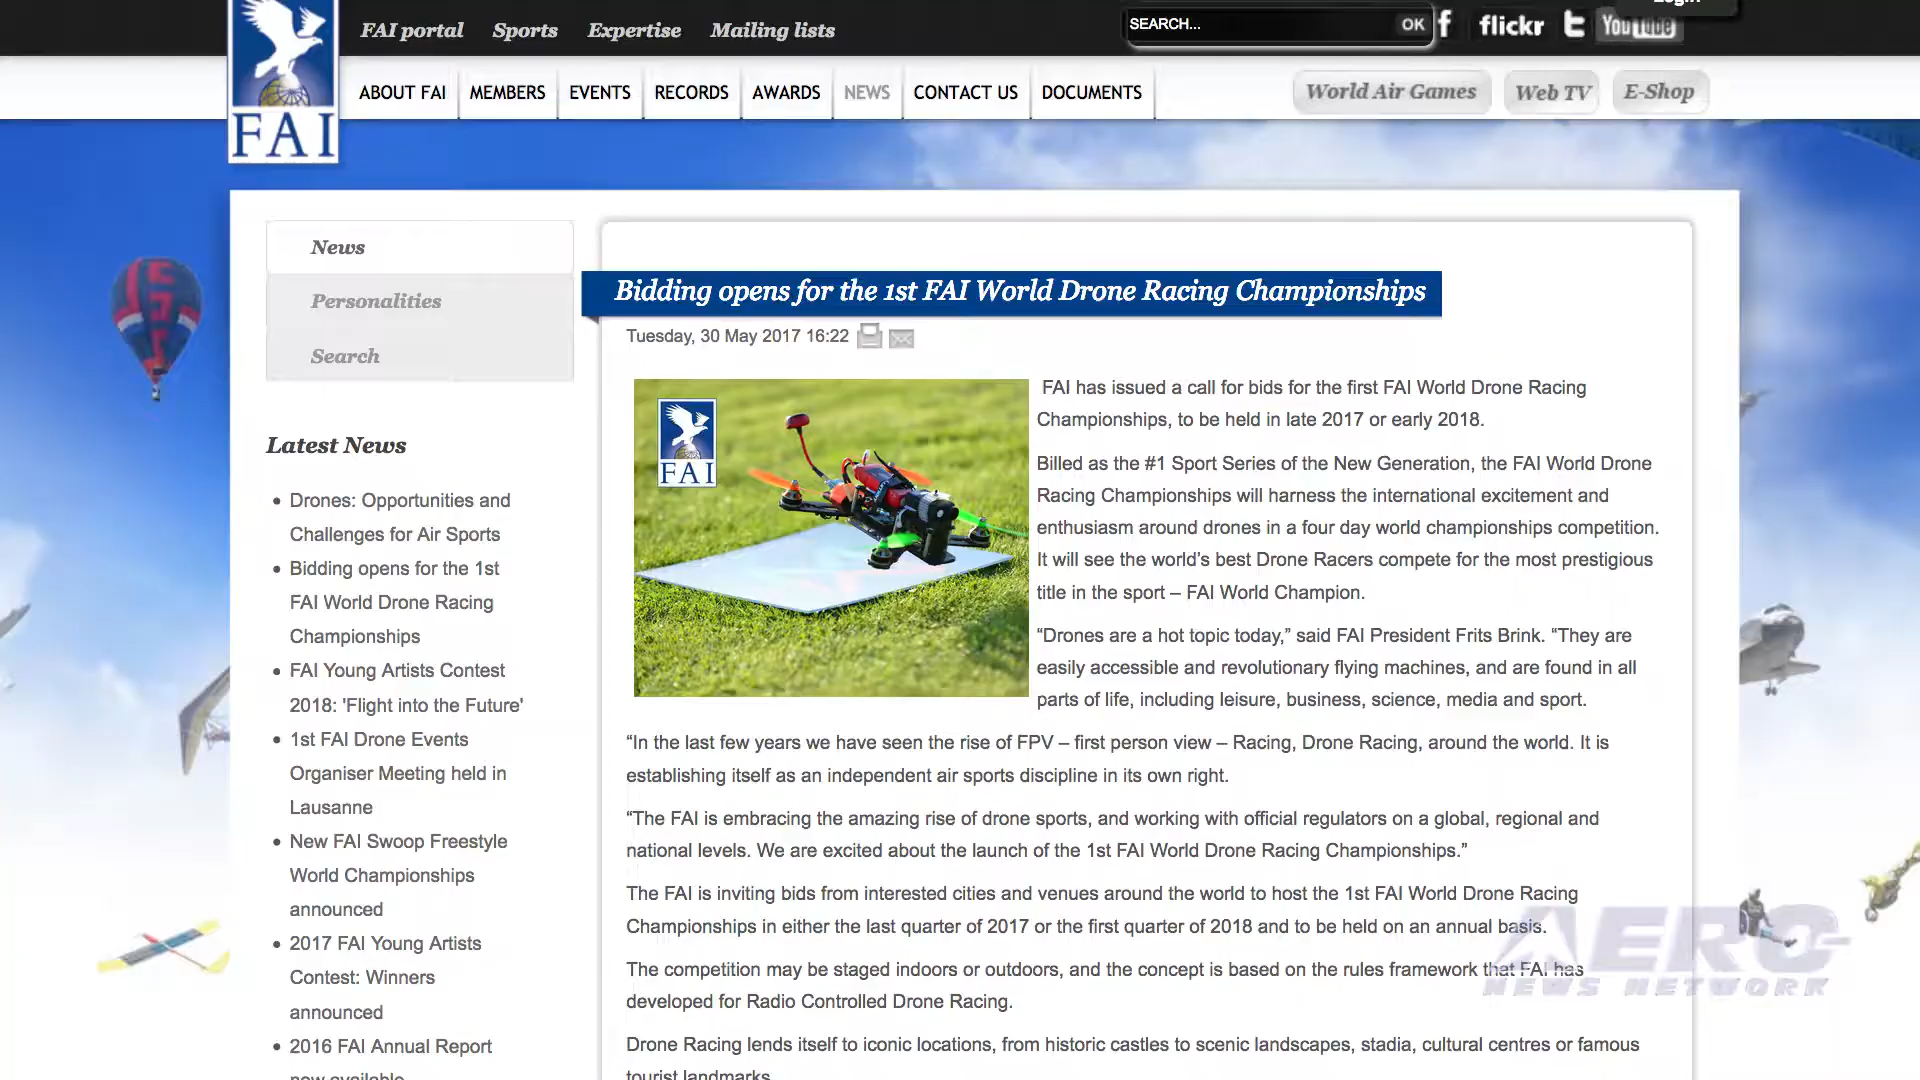 FAI portal Sports Expertise Mailing lists
SEARCH... OK f flickr t YouTube
Login
FAI
ABOUT FAI MEMBERS EVENTS RECORDS AWARDS NEWS CONTACT US DOCUMENTS
World Air Games Web TV E-Shop
News
Personalities
Search
Latest News
• Drones: Opportunities and
Challenges for Air Sports
• Bidding opens for the 1st
FAI World Drone Racing
Championships
• FAI Young Artists Contest
2018: 'Flight into the Future'
• 1st FAI Drone Events
Organiser Meeting held in
Lausanne
• New FAI Swoop Freestyle
World Championships
announced
• 2017 FAI Young Artists
Contest: Winners
announced
• 2016 FAI Annual Report
now available
Bidding opens for the 1st FAI World Drone Racing Championships
Tuesday, 30 May 2017 16:22
FAI
FAI has issued a call for bids for the first FAI World Drone Racing
Championships, to be held in late 2017 or early 2018.
Billed as the #1 Sport Series of the New Generation, the FAI World Drone
Racing Championships will harness the international excitement and
enthusiasm around drones in a four day world championships competition.
It will see the world’s best Drone Racers compete for the most prestigious
title in the sport – FAI World Champion.
“Drones are a hot topic today,” said FAI President Frits Brink. “They are
easily accessible and revolutionary flying machines, and are found in all
parts of life, including leisure, business, science, media and sport.
“In the last few years we have seen the rise of FPV – first person view – Racing, Drone Racing, around the world. It is
establishing itself as an independent air sports discipline in its own right.
“The FAI is embracing the amazing rise of drone sports, and working with official regulators on a global, regional and
national levels. We are excited about the launch of the 1st FAI World Drone Racing Championships.”
The FAI is inviting bids from interested cities and venues around the world to host the 1st FAI World Drone Racing
Championships in either the last quarter of 2017 or the first quarter of 2018 and to be held on an annual basis.
The competition may be staged indoors or outdoors, and the concept is based on the rules framework that FAI has
developed for Radio Controlled Drone Racing.
Drone Racing lends itself to iconic locations, from historic castles to scenic landscapes, stadia, cultural centres or famous
tourist landmarks.
AERO-
NEWS NETWORK